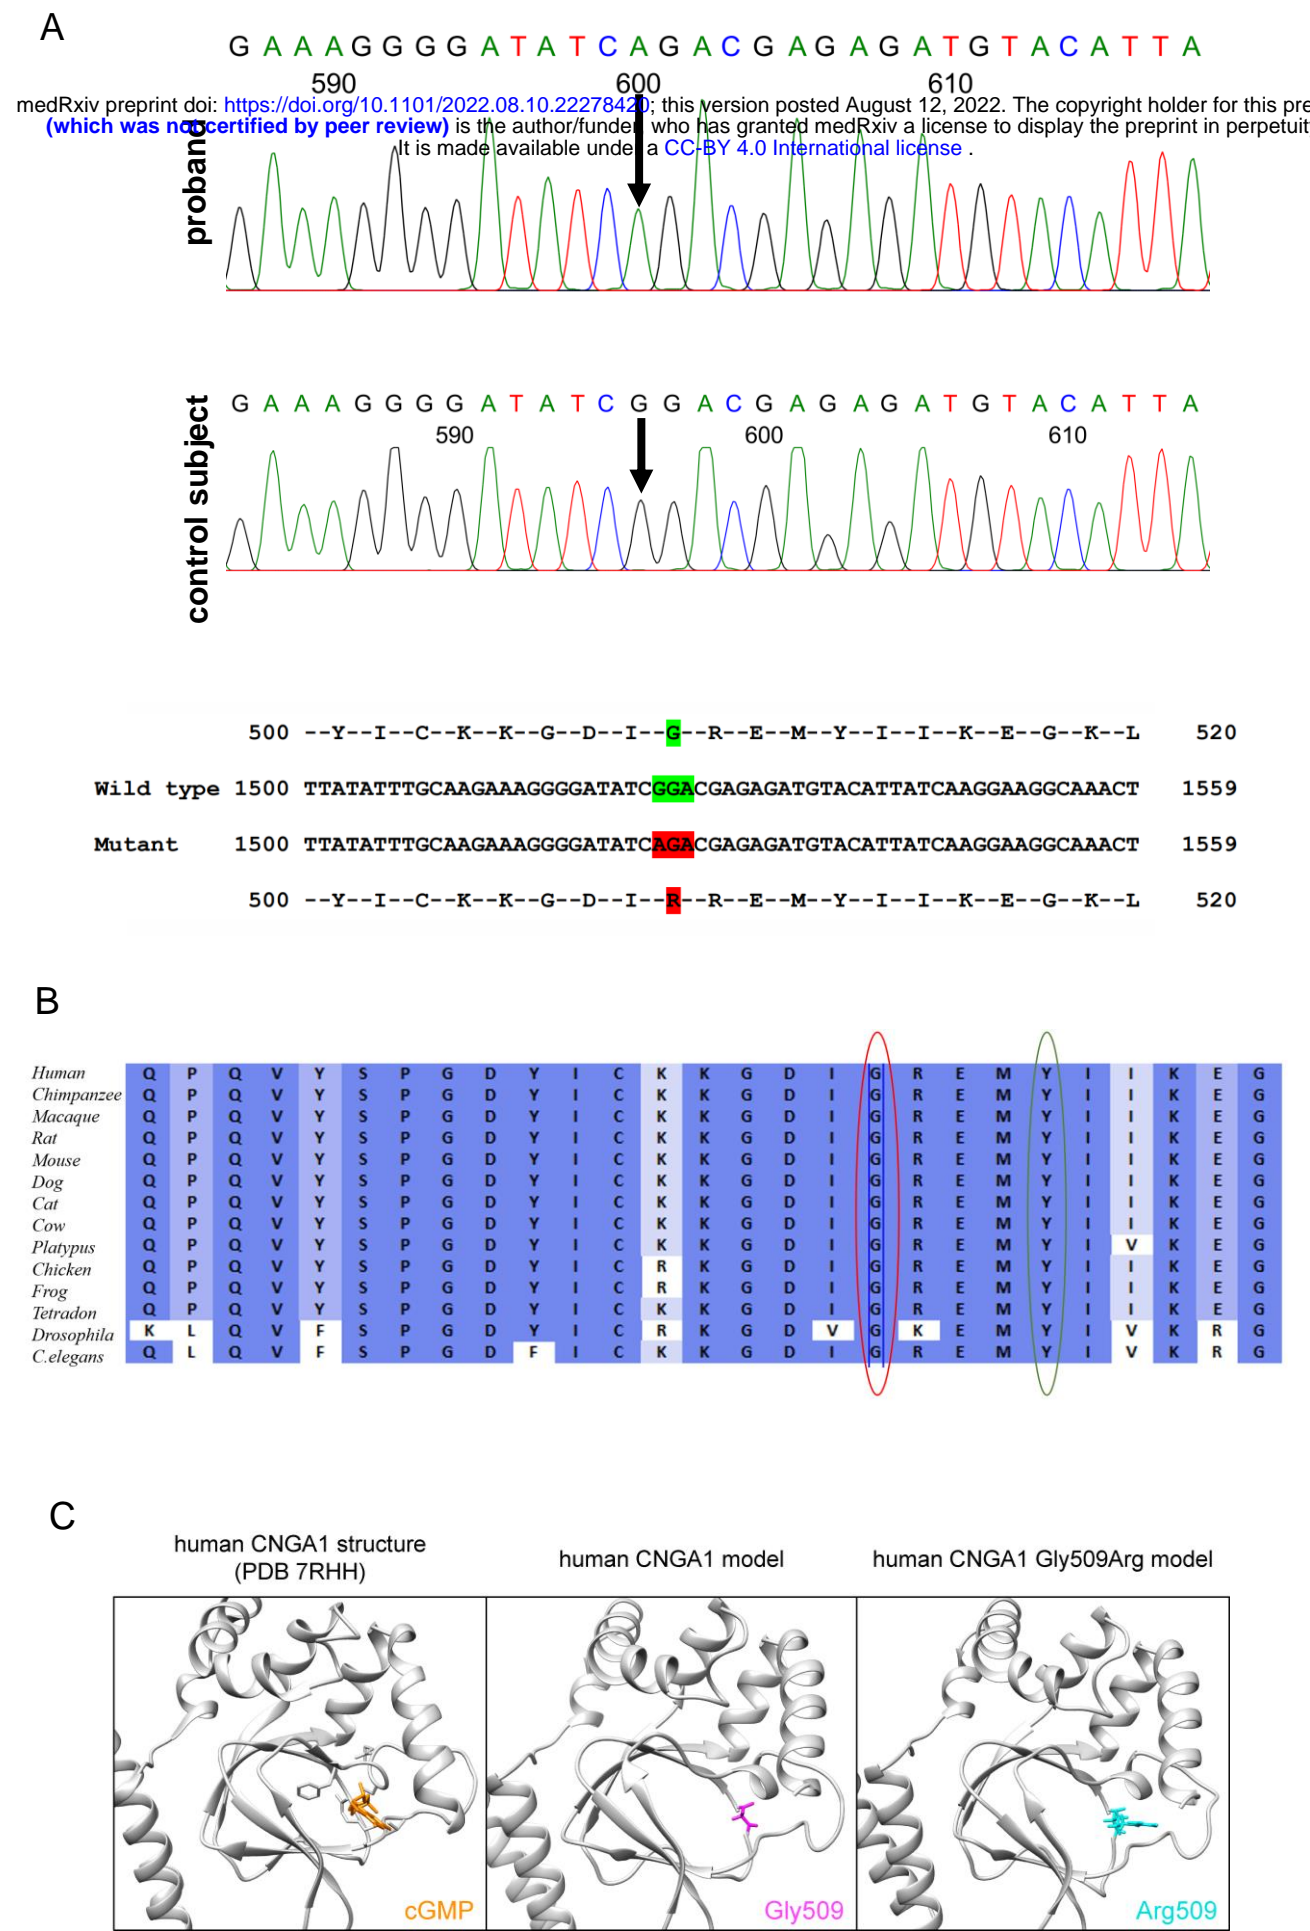 A
G A A A G G G G A T A T C A G A C G A G A G A T G T A C A T T A
590 600 610
medRxiv preprint doi: https://doi.org/10.1101/2022.08.10.22278420; this version posted August 12, 2022. The copyright holder for this pre
(which was not certified by peer review) is the author/funder, who has granted medRxiv a license to display the preprint in perpetuit
It is made available under a CC-BY 4.0 International license .
proband
G A A A G G G G A T A T C G G A C G A G A G A T G T A C A T T A
590 600 610
control subject
500 --Y--I--C--K--K--G--D--I--G--R--E--M--Y--I--I--K--E--G--K--L 520
Wild type 1500 TTATATTTGCAAGAAAGGGGATATCGGACGAGAGATGTACATTATCAAGGAAGGCAAACT 1559
Mutant 1500 TTATATTTGCAAGAAAGGGGATATCAGACGAGAGATGTACATTATCAAGGAAGGCAAACT 1559
500 --Y--I--C--K--K--G--D--I--R--R--E--M--Y--I--I--K--E--G--K--L 520
B
Human Q P Q V Y S P G D Y I C K K G D I G R E M Y I I K E G
Chimpanzee Q P Q V Y S P G D Y I C K K G D I G R E M Y I I K E G
Macaque Q P Q V Y S P G D Y I C K K G D I G R E M Y I I K E G
Rat Q P Q V Y S P G D Y I C K K G D I G R E M Y I I K E G
Mouse Q P Q V Y S P G D Y I C K K G D I G R E M Y I I K E G
Dog Q P Q V Y S P G D Y I C K K G D I G R E M Y I I K E G
Cat Q P Q V Y S P G D Y I C K K G D I G R E M Y I I K E G
Cow Q P Q V Y S P G D Y I C K K G D I G R E M Y I I K E G
Platypus Q P Q V Y S P G D Y I C K K G D I G R E M Y I V K E G
Chicken Q P Q V Y S P G D Y I C R K G D I G R E M Y I I K E G
Frog Q P Q V Y S P G D Y I C R K G D I G R E M Y I I K E G
Tetradon Q P Q V Y S P G D Y I C K K G D I G R E M Y I I K E G
Drosophila K L Q V F S P G D Y I C R K G D V G K E M Y I V K R G
C.elegans Q L Q V F S P G D F I C K K G D I G R E M Y I V K R G
C
human CNGA1 structure
(PDB 7RHH)
human CNGA1 model
human CNGA1 Gly509Arg model
cGMP
Gly509
Arg509